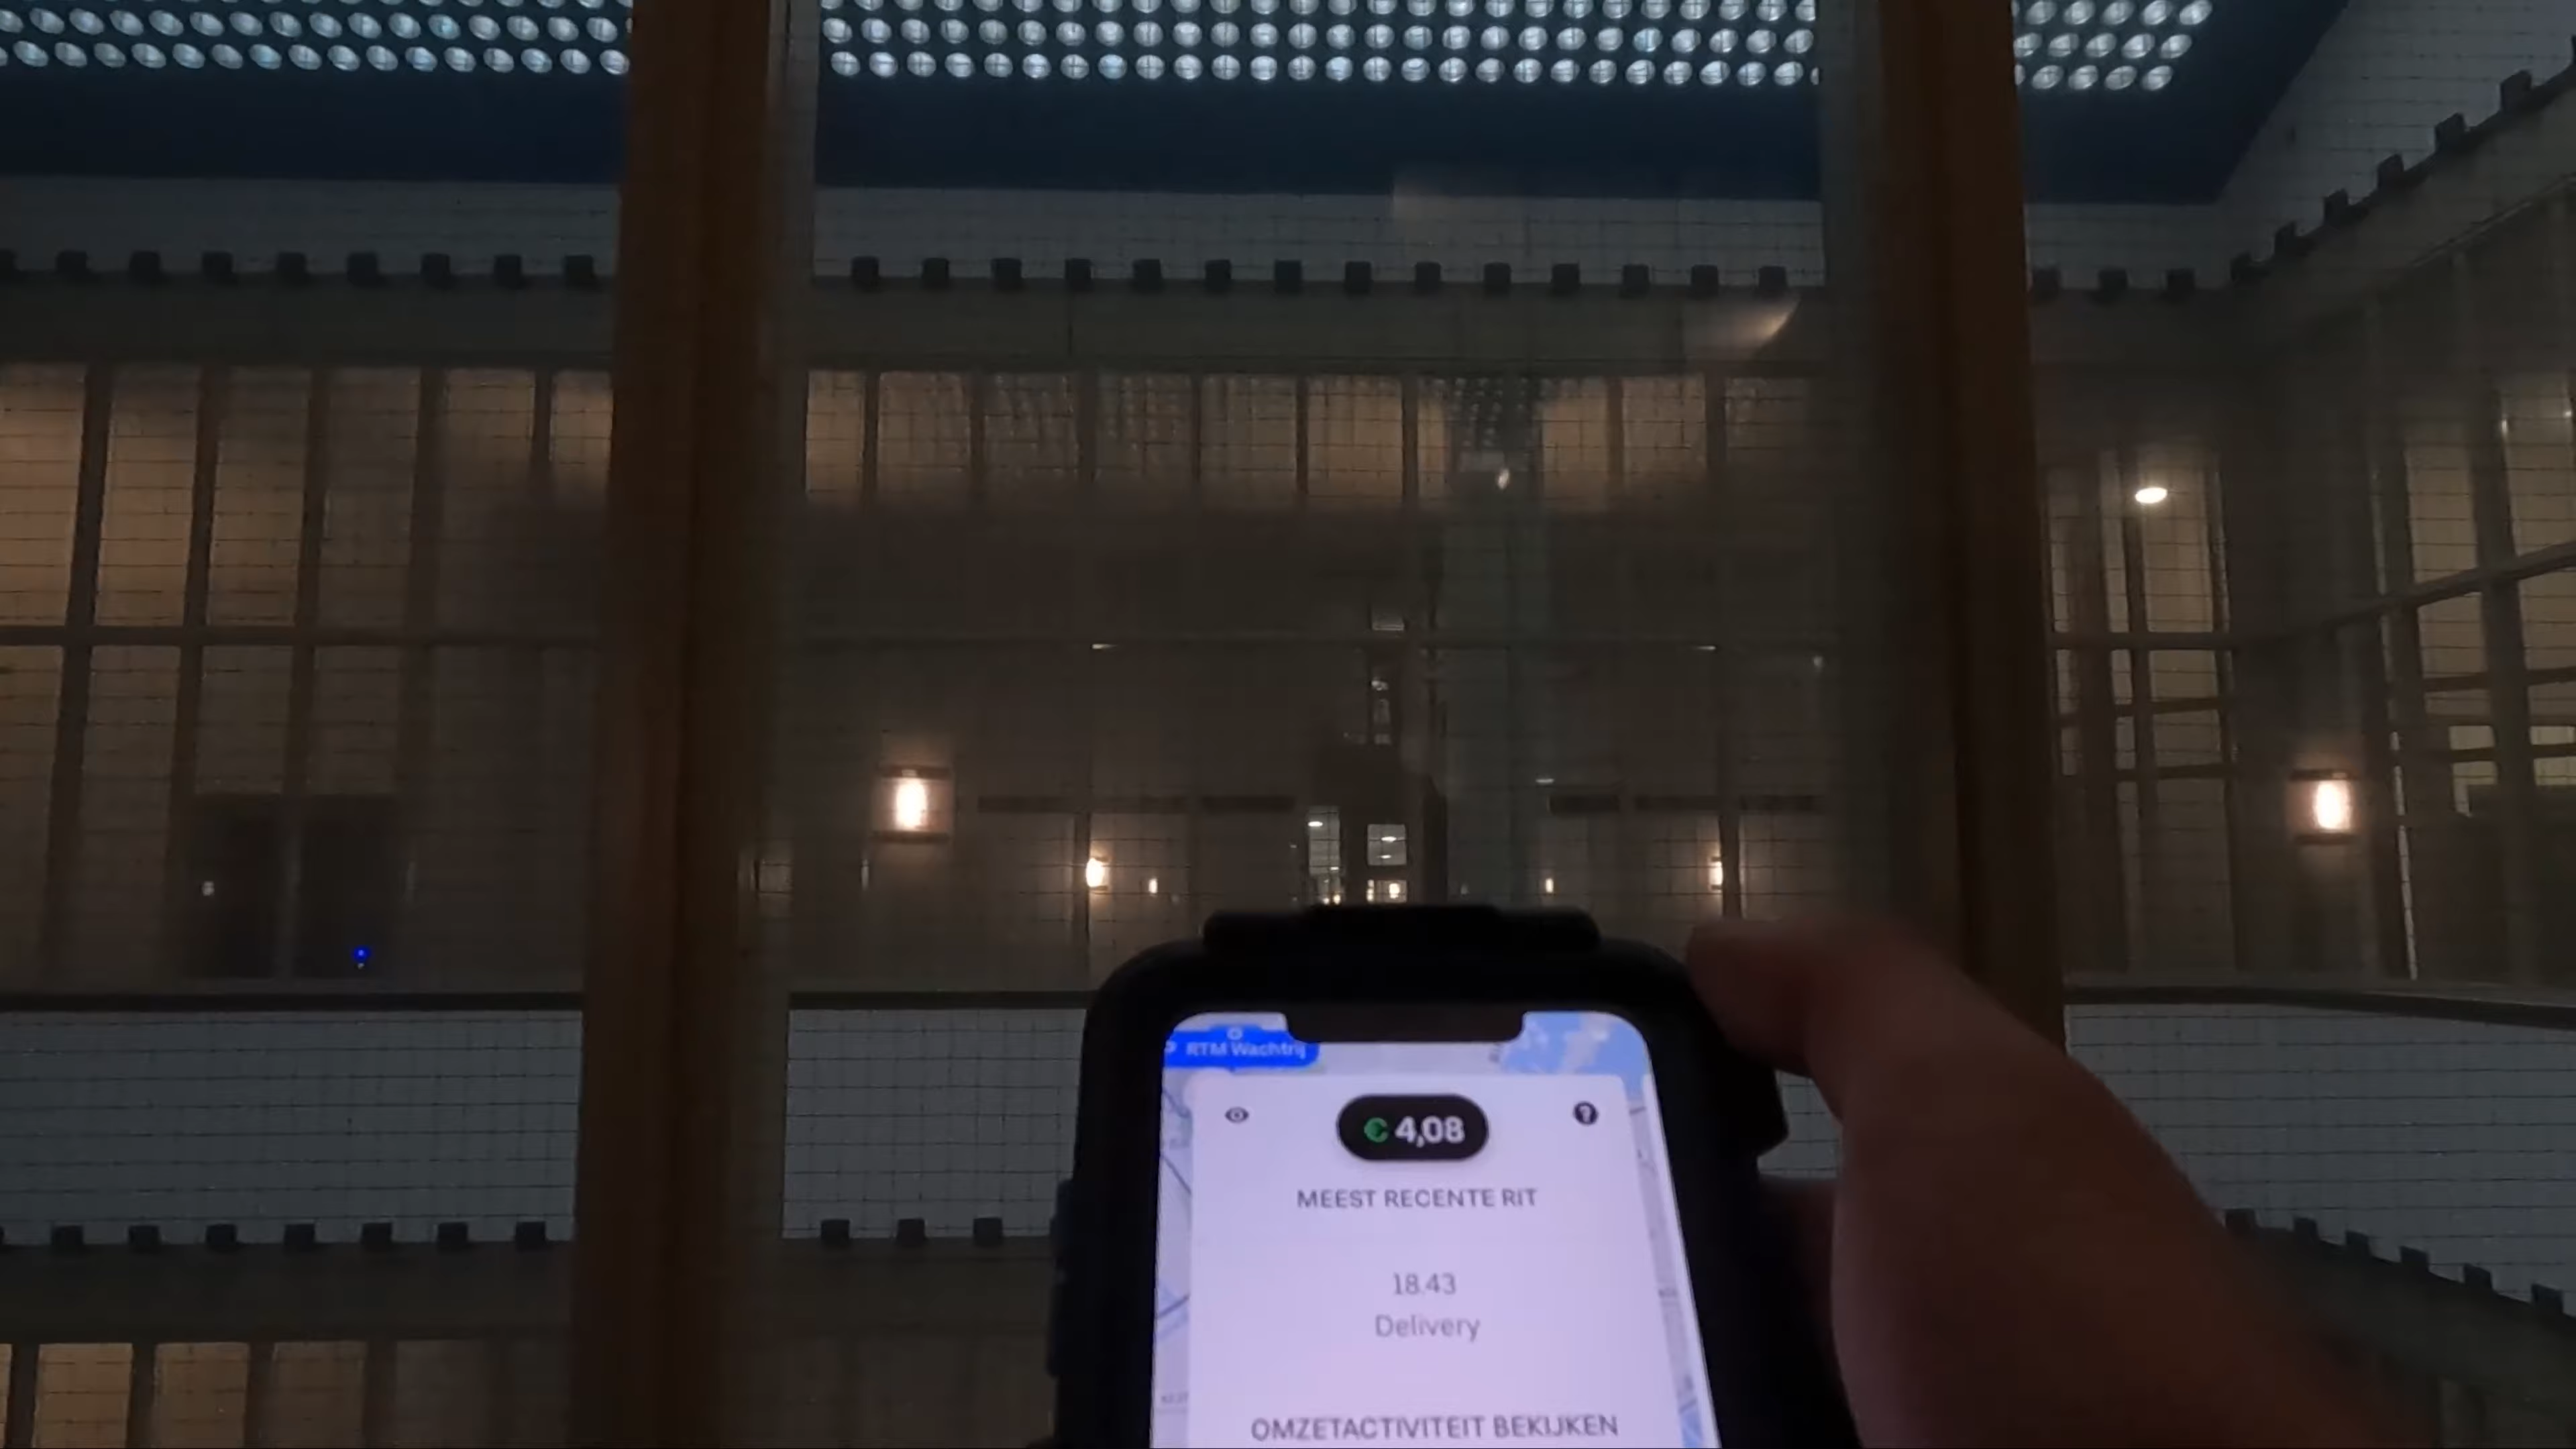 RTM Wachtrij
€ 4,08
MEEST RECENTE RIT
18.43
Delivery
OMZETACTIVITEIT BEKIJKEN